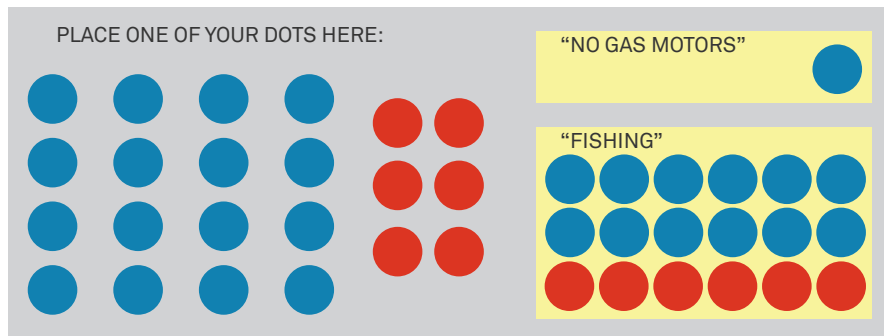 PLACE ONE OF YOUR DOTS HERE:
“NO GAS MOTORS”
“FISHING”